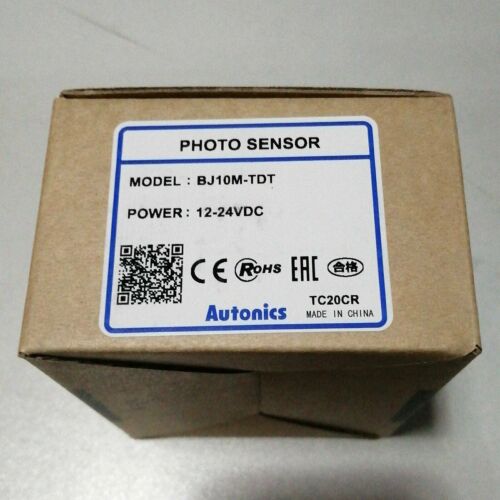 PHOTO SENSOR
MODEL : BJ10M-TDT
POWER : 12-24VDC
CE RoHS EAC 合格
TC20CR
Autonics MADE IN CHINA